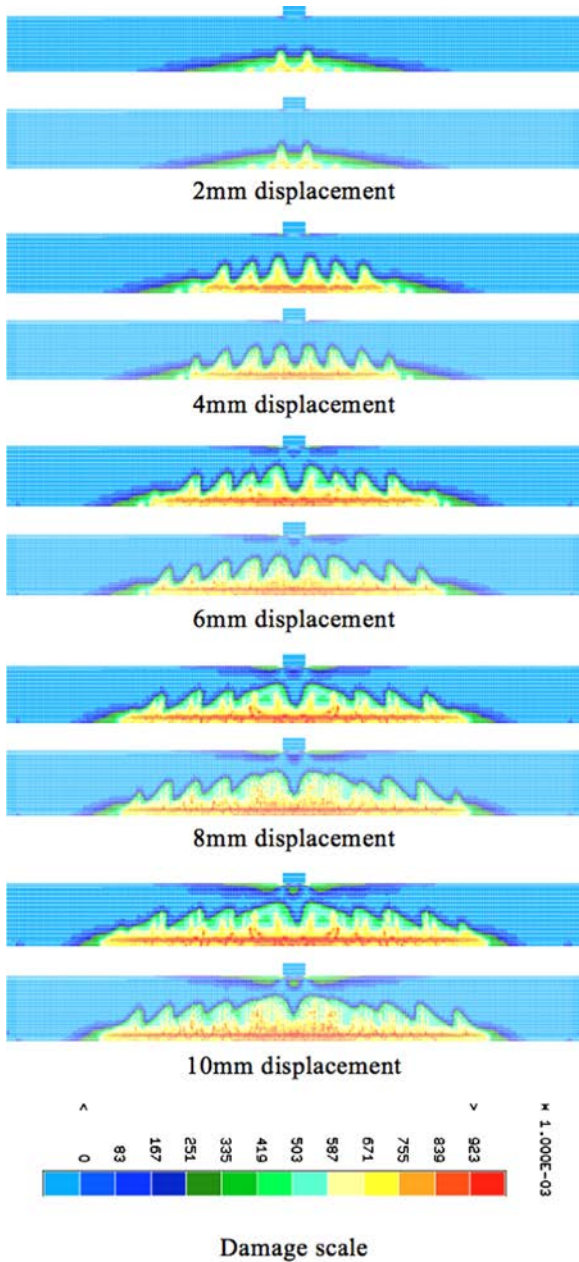 2mm displacement
4mm displacement
6mm displacement
8mm displacement
10mm displacement
< > * 1.000E-03
0 83 167 251 335 419 503 587 671 755 839 923
Damage scale